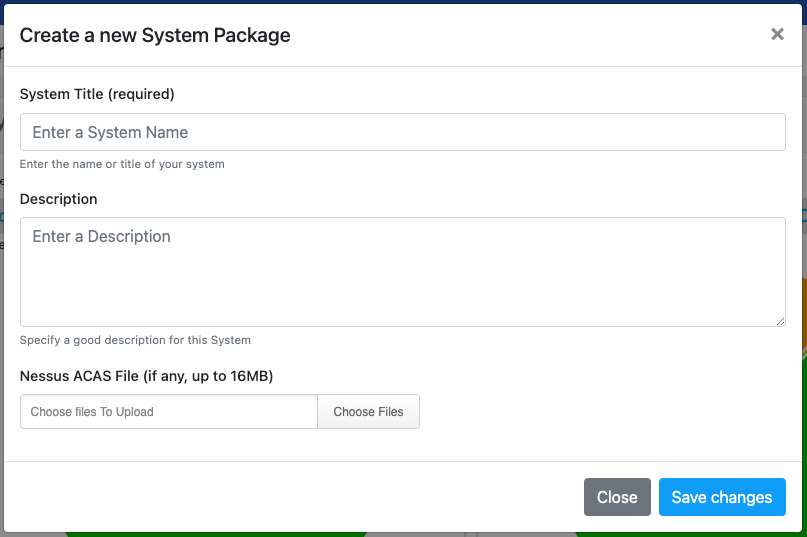 Create a new System Package ×
System Title (required)
Enter a System Name
Enter the name or title of your system
Description
Enter a Description
Specify a good description for this System
Nessus ACAS File (if any, up to 16MB)
Choose files To Upload Choose Files
Close Save changes